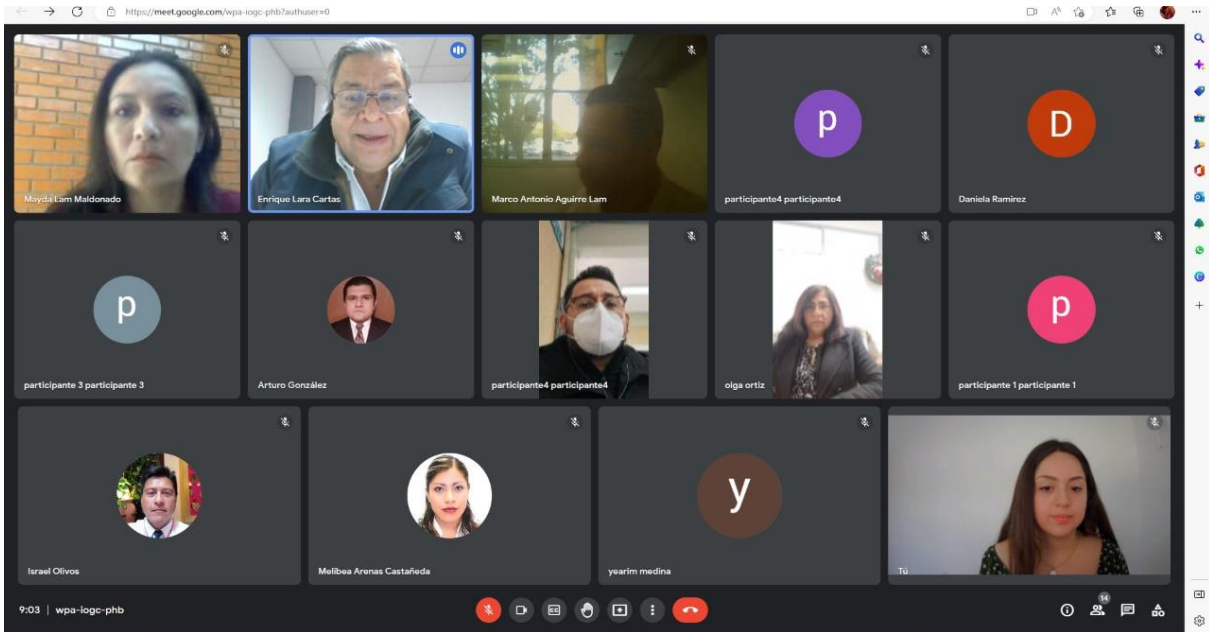 https://meet.google.com/wpa-iogc-phb?authuser=0
Mayda Lam Maldonado
Enrique Lara Cartas
Marco Antonio Aguirre Lam
p
participante4 participante4
D
Daniela Ramirez
p
participante 3 participante 3
Arturo González
participante4 participante4
olga ortiz
p
participante 1 participante 1
Israel Olivos
Melibea Arenas Castañeda
y
yearim medina
Tú
9:03 | wpa-iogc-phb
14